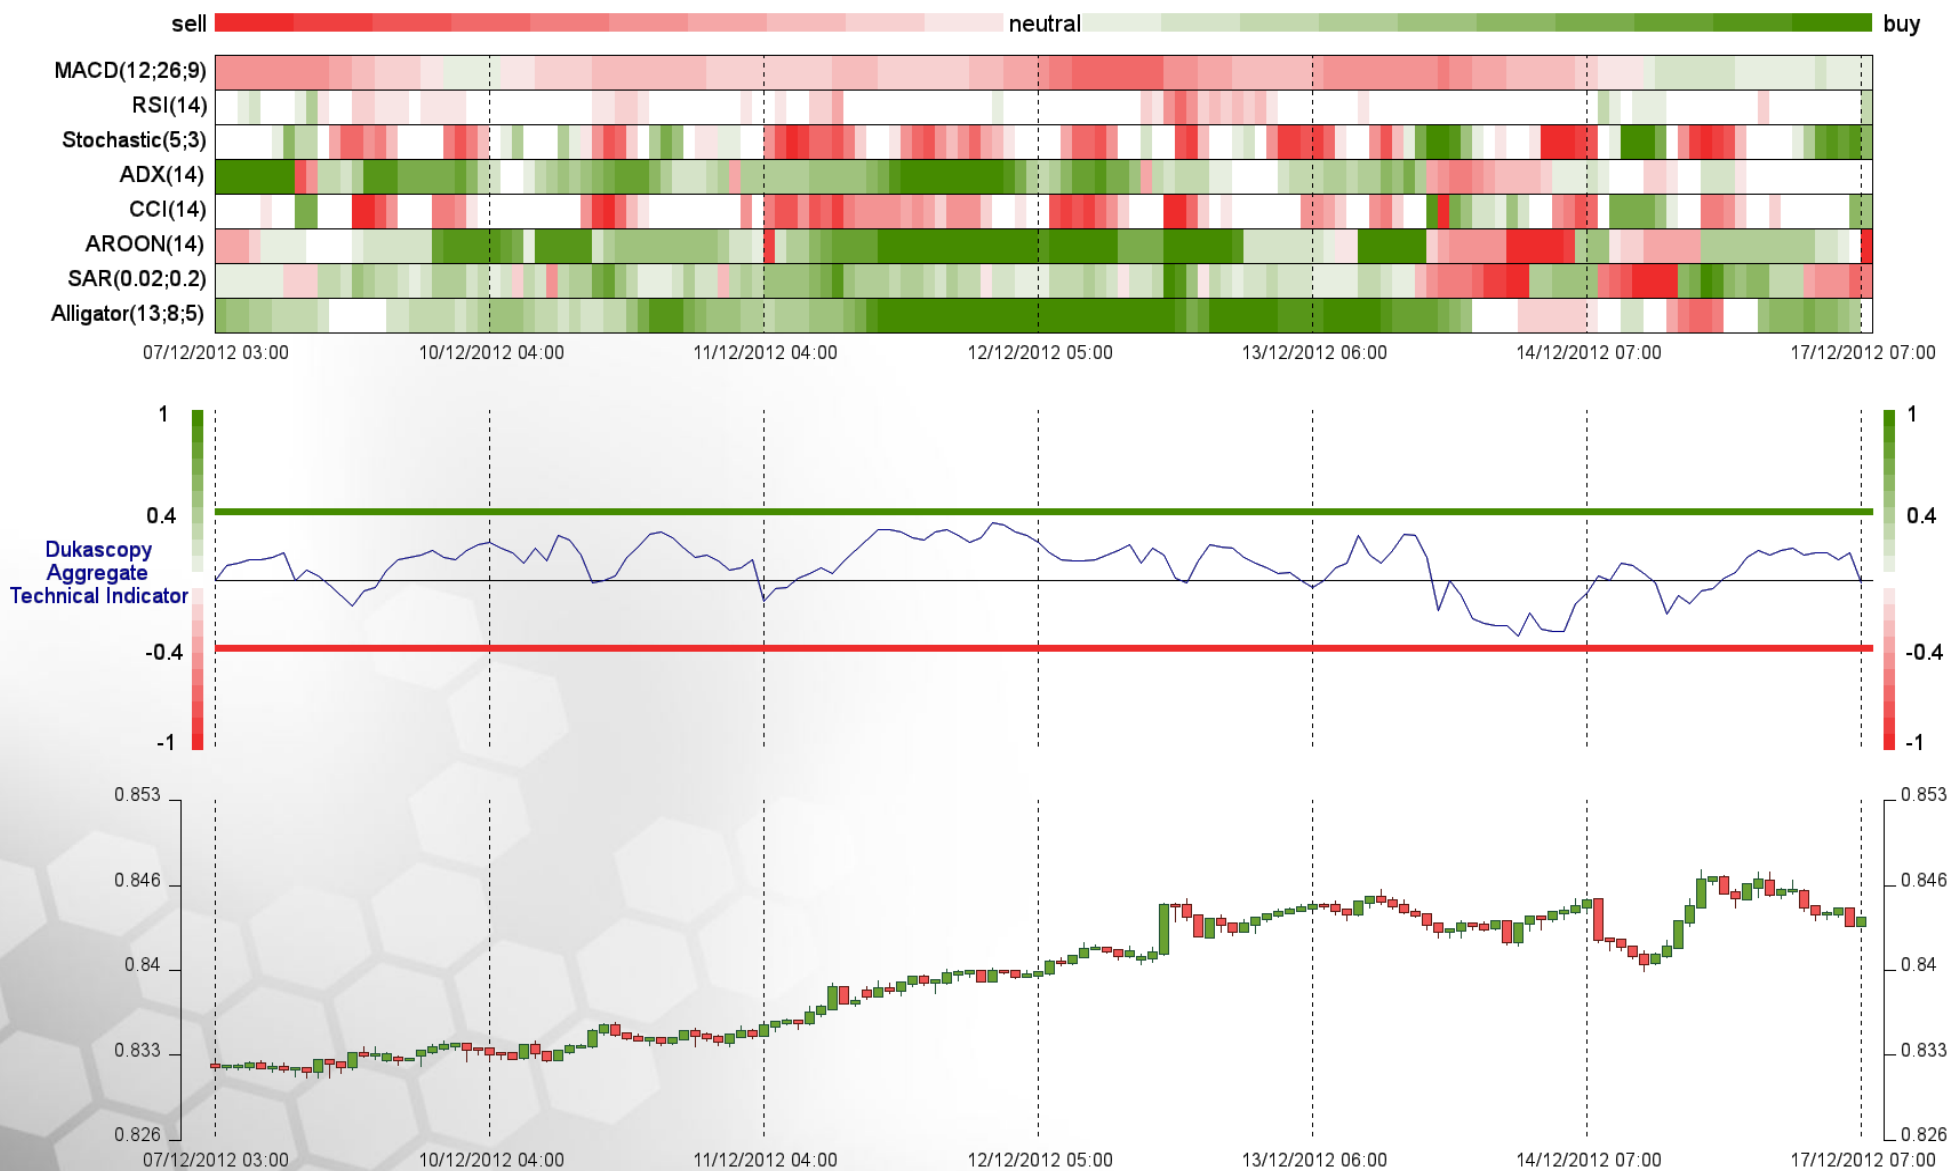 sell neutral buy
MACD(12;26;9)
RSI(14)
Stochastic(5;3)
ADX(14)
CCI(14)
AROON(14)
SAR(0.02;0.2)
Alligator(13;8;5)
07/12/2012 03:00 10/12/2012 04:00 11/12/2012 04:00 12/12/2012 05:00 13/12/2012 06:00 14/12/2012 07:00 17/12/2012 07:00
1 1
0.4 0.4
Dukascopy
Aggregate
Technical Indicator
-0.4 -0.4
-1 -1
0.853 0.853
0.846 0.846
0.84 0.84
0.833 0.833
0.826 0.826
07/12/2012 03:00 10/12/2012 04:00 11/12/2012 04:00 12/12/2012 05:00 13/12/2012 06:00 14/12/2012 07:00 17/12/2012 07:00